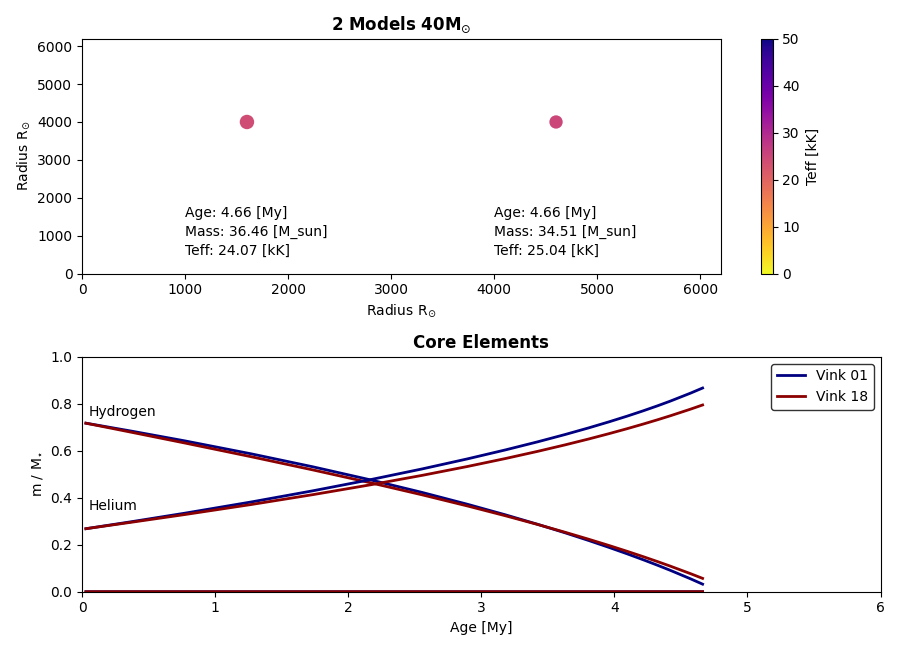 2 Models 40M☉
6000
5000
4000
3000
2000
1000
0
Radius R☉
Age: 4.66 [My]
Mass: 36.46 [M_sun]
Teff: 24.07 [kK]
Age: 4.66 [My]
Mass: 34.51 [M_sun]
Teff: 25.04 [kK]
0 1000 2000 3000 4000 5000 6000
Radius R☉
50
40
30
20
10
0
Teff [kK]
Core Elements
1.0
0.8
0.6
0.4
0.2
0.0
m / M⋆
Hydrogen
Helium
Vink 01
Vink 18
0 1 2 3 4 5 6
Age [My]